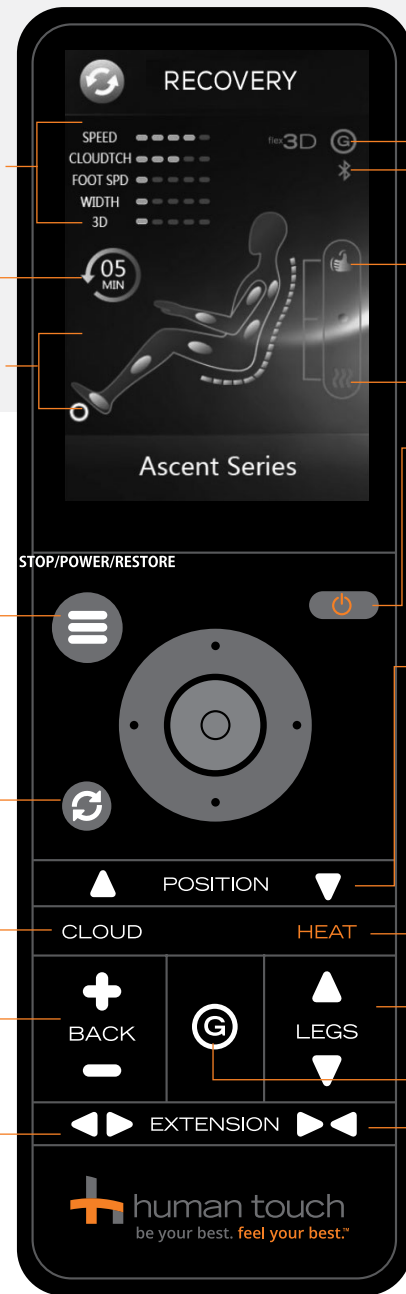 RECOVERY
SPEED
CLOUDTCH
FOOT SPD
WIDTH
3D
flex3D G
05
MIN
Ascent Series
STOP/POWER/RESTORE
POSITION
CLOUD
HEAT
BACK
G
LEGS
EXTENSION
human touch
be your best. feel your best.™